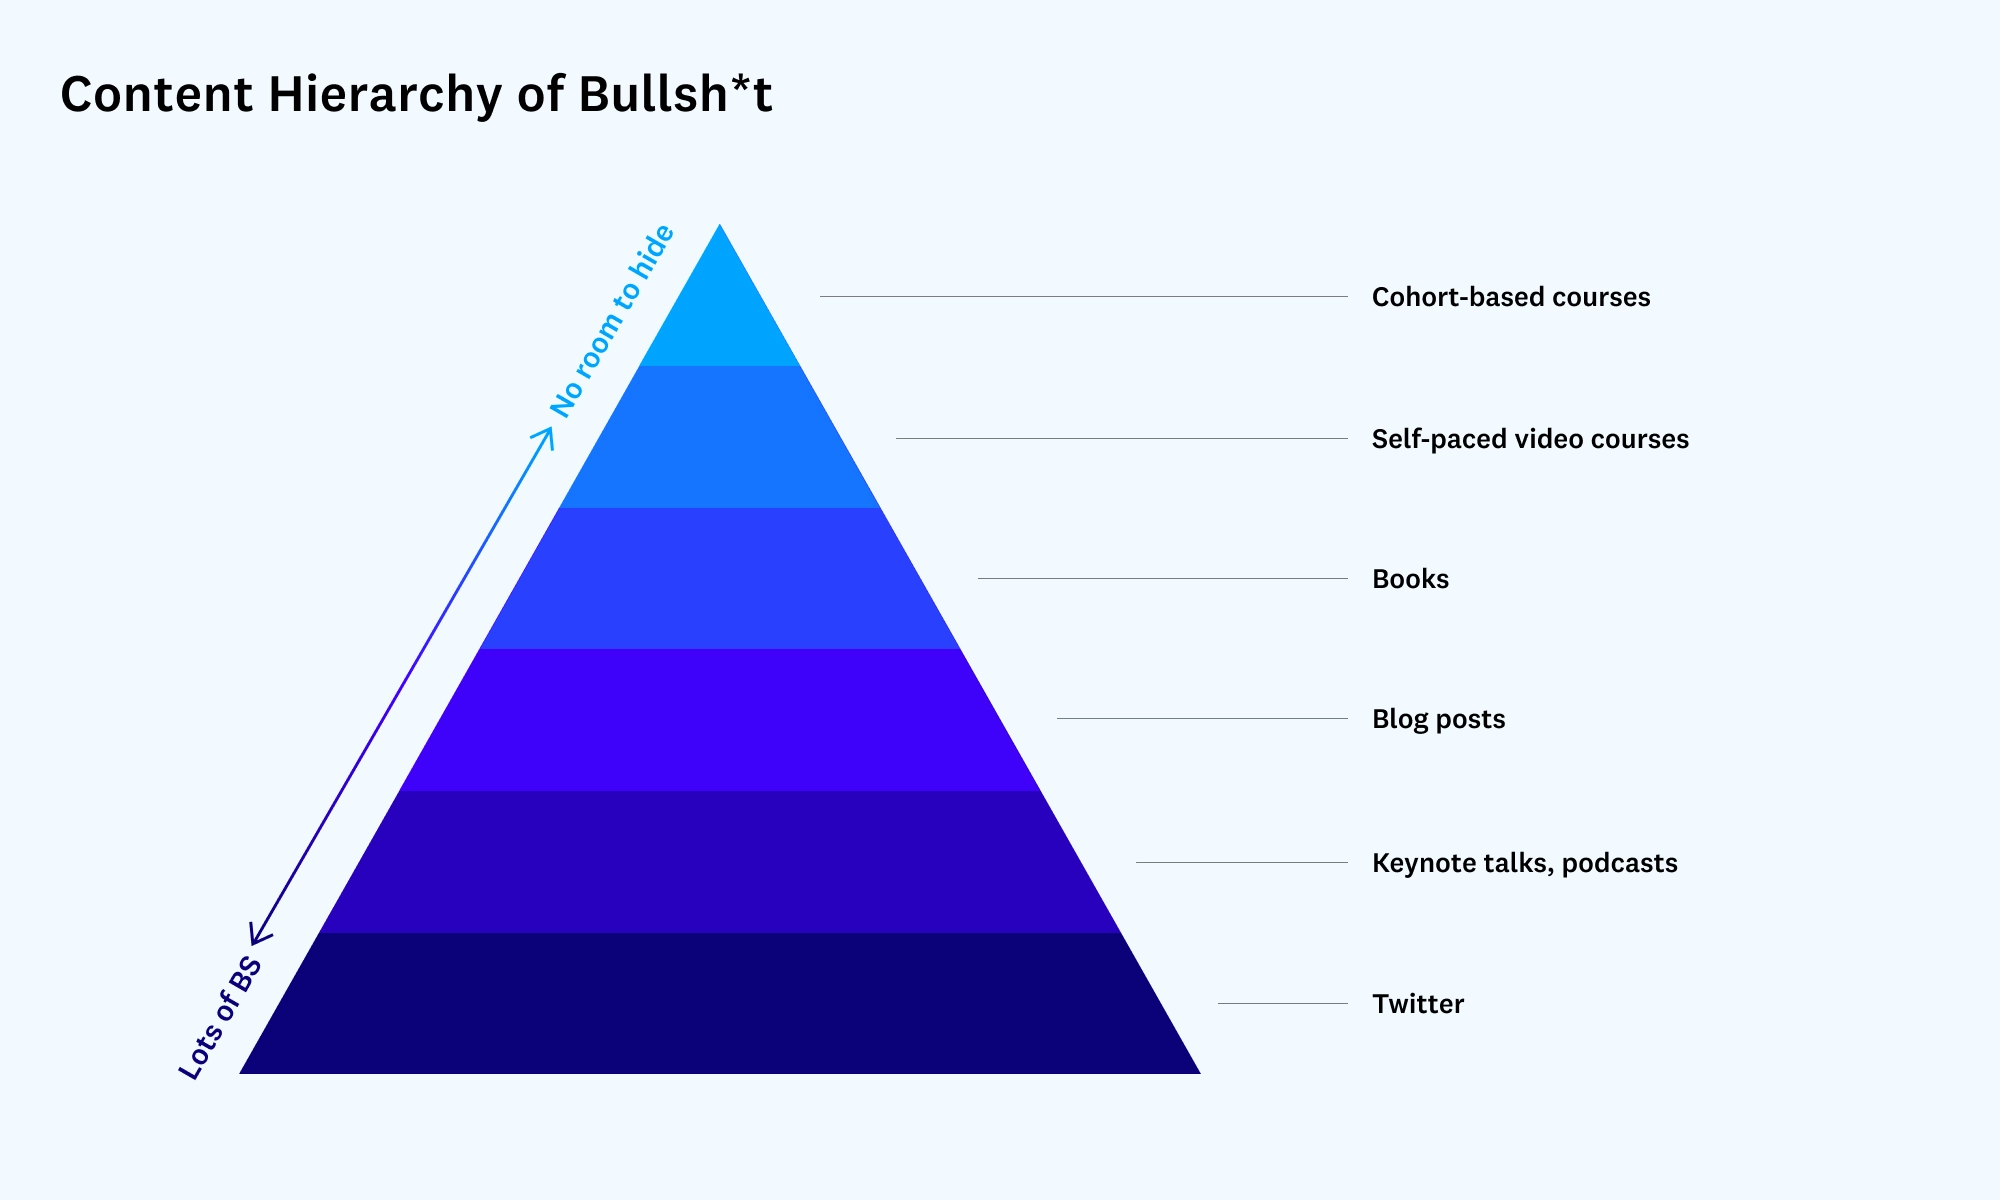 Content Hierarchy of Bullsh*t
No room to hide
Cohort-based courses
Self-paced video courses
Books
Blog posts
Keynote talks, podcasts
Lots of BS
Twitter